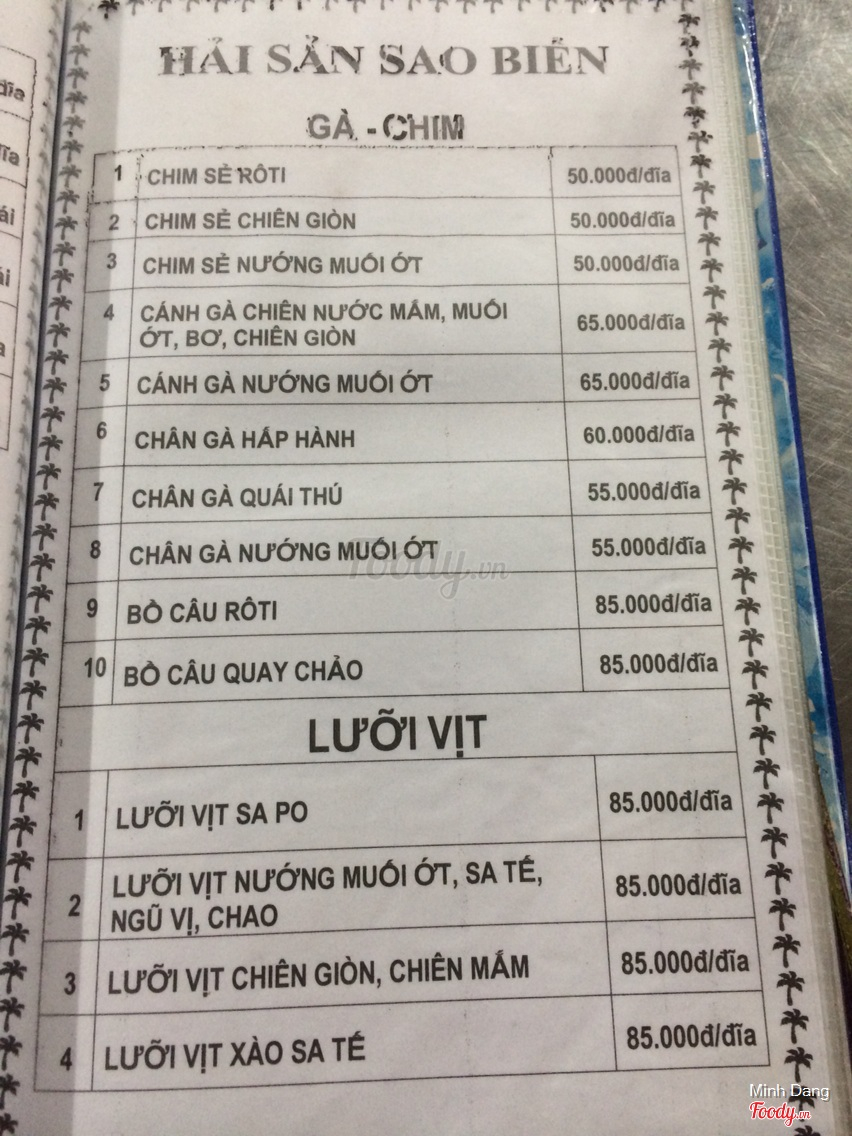 HẢI SẢN SAO BIỂN
GÀ - CHIM
1 CHIM SẺ RÔTI 50.000đ/đĩa
2 CHIM SẺ CHIÊN GIÒN 50.000đ/đĩa
3 CHIM SẺ NƯỚNG MUỐI ỚT 50.000đ/đĩa
4 CÁNH GÀ CHIÊN NƯỚC MẮM, MUỐI
ỚT, BƠ, CHIÊN GIÒN 65.000đ/đĩa
5 CÁNH GÀ NƯỚNG MUỐI ỚT 65.000đ/đĩa
6 CHÂN GÀ HẤP HÀNH 60.000đ/đĩa
7 CHÂN GÀ QUÁI THÚ 55.000đ/đĩa
8 CHÂN GÀ NƯỚNG MUỐI ỚT 55.000đ/đĩa
9 BÒ CÂU RÔTI 85.000đ/đĩa
10 BÒ CÂU QUAY CHẢO 85.000đ/đĩa
LƯỠI VỊT
1 LƯỠI VỊT SA PO 85.000đ/đĩa
2 LƯỠI VỊT NƯỚNG MUỐI ỚT, SA TẾ,
NGŨ VỊ, CHAO 85.000đ/đĩa
3 LƯỠI VỊT CHIÊN GIÒN, CHIÊN MẮM 85.000đ/đĩa
4 LƯỠI VỊT XÀO SA TẾ 85.000đ/đĩa
Foody.vn
Minh Dang
Foody.vn